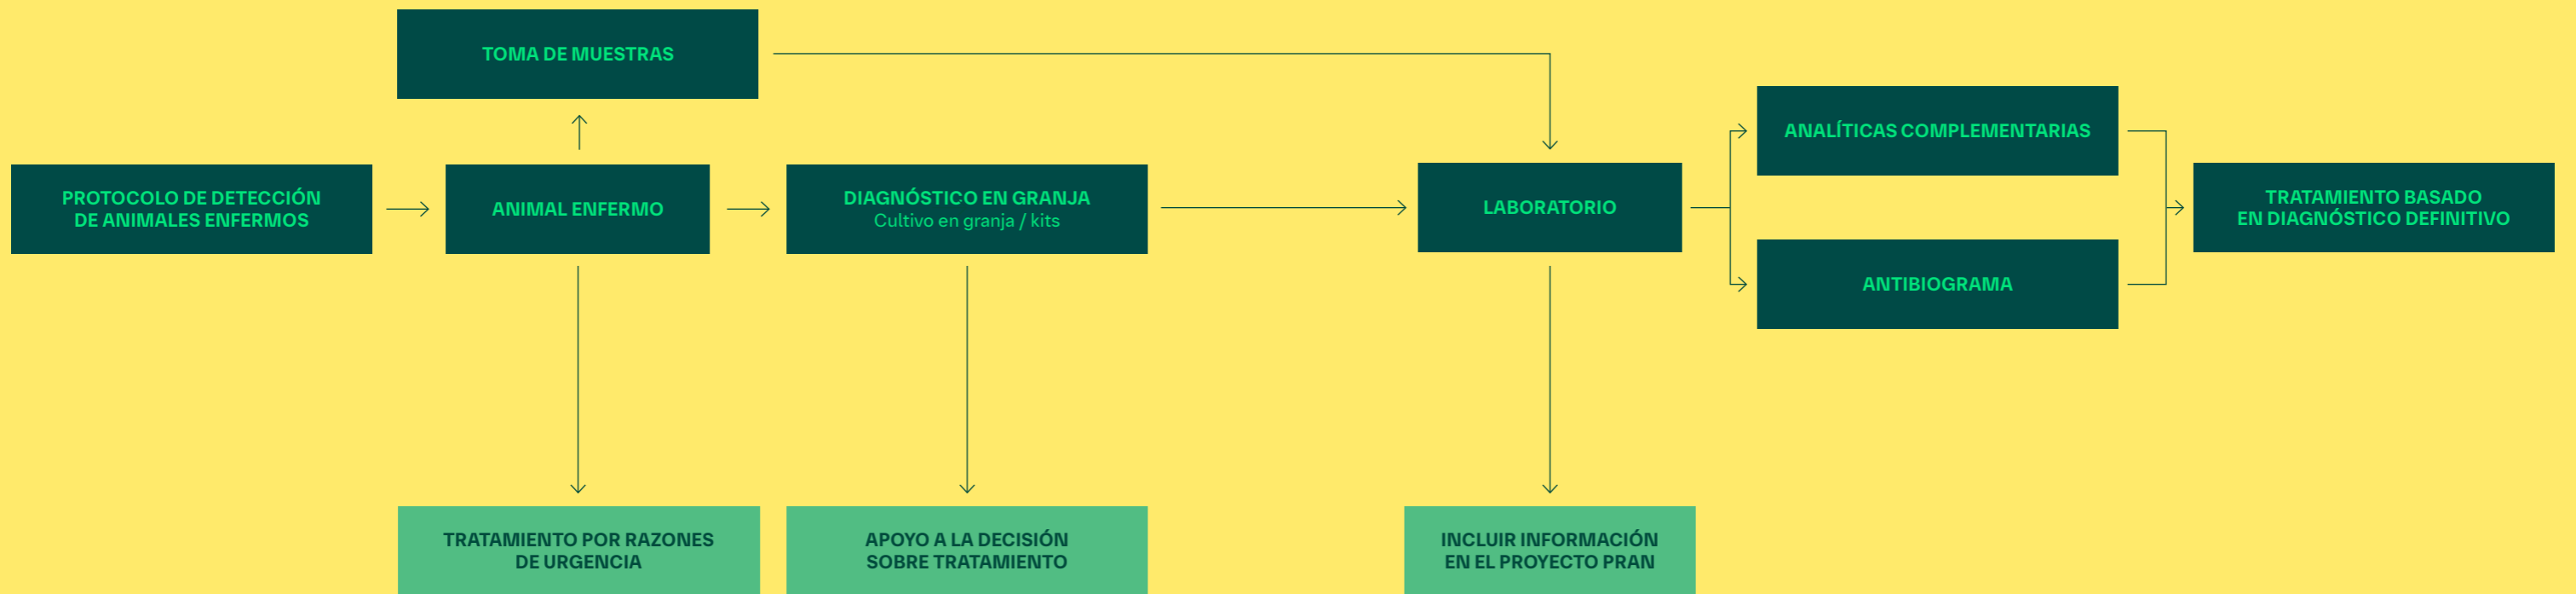 TOMA DE MUESTRAS
PROTOCOLO DE DETECCIÓN
DE ANIMALES ENFERMOS
ANIMAL ENFERMO
DIAGNÓSTICO EN GRANJA
Cultivo en granja / kits
LABORATORIO
ANALÍTICAS COMPLEMENTARIAS
ANTIBIOGRAMA
TRATAMIENTO BASADO
EN DIAGNÓSTICO DEFINITIVO
TRATAMIENTO POR RAZONES
DE URGENCIA
APOYO A LA DECISIÓN
SOBRE TRATAMIENTO
INCLUIR INFORMACIÓN
EN EL PROYECTO PRAN